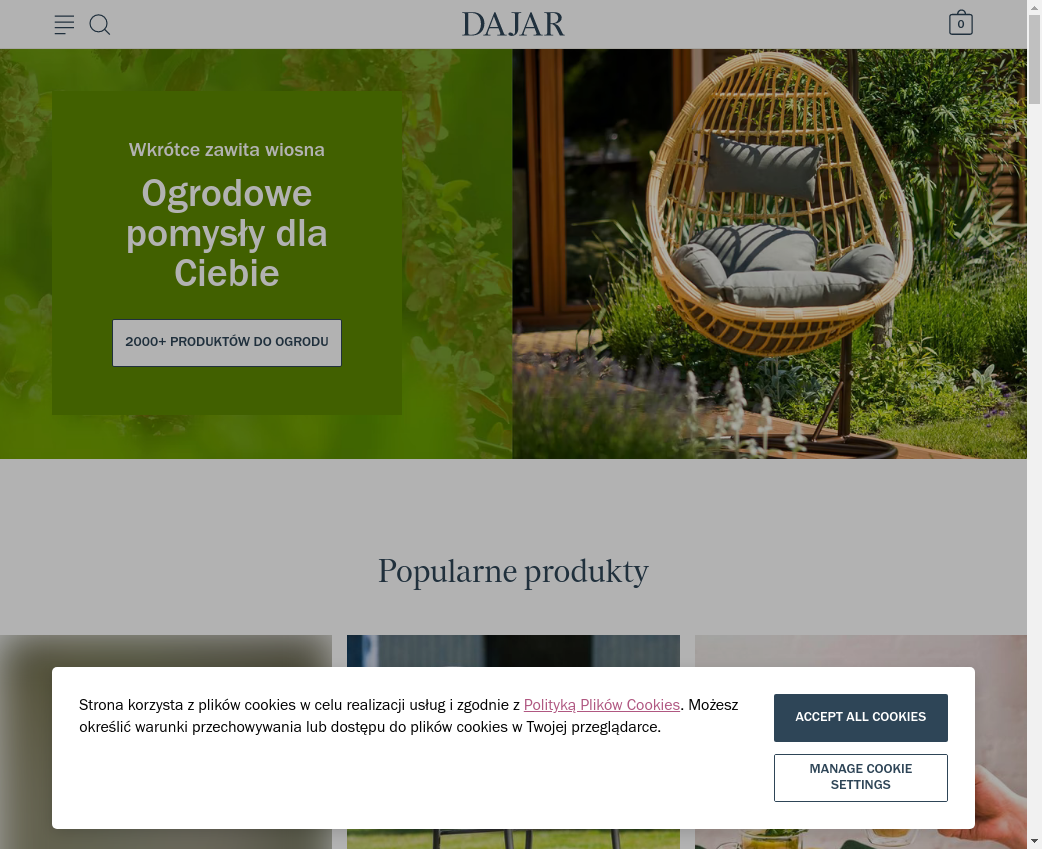 DAJAR
0
Wkrótce zawita wiosna
Ogrodowe
pomysły dla
Ciebie
2000+ PRODUKTÓW DO OGRODU
Popularne produkty
Strona korzysta z plików cookies w celu realizacji usług i zgodnie z Polityką Plików Cookies. Możesz
określić warunki przechowywania lub dostępu do plików cookies w Twojej przeglądarce.
ACCEPT ALL COOKIES
MANAGE COOKIE
SETTINGS